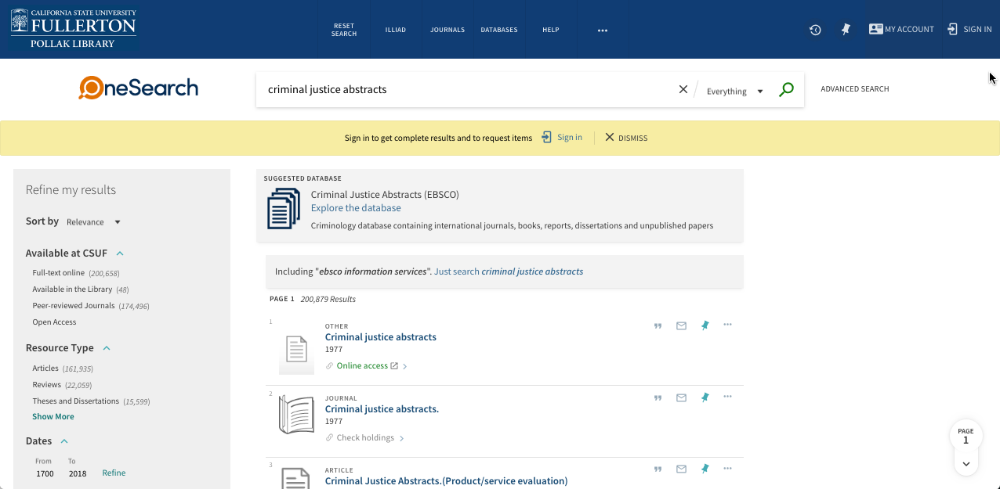 CALIFORNIA STATE UNIVERSITY
FULLERTON
POLLAK LIBRARY
RESET SEARCH
ILLIAD
JOURNALS
DATABASES
HELP
•••
MY ACCOUNT
SIGN IN
OneSearch
criminal justice abstracts
Everything
ADVANCED SEARCH
Sign in to get complete results and to request items Sign in DISMISS
Refine my results
Sort by Relevance
Available at CSUF
Full-text online (200,658)
Available in the Library (48)
Peer-reviewed Journals (174,496)
Open Access
Resource Type
Articles (161,935)
Reviews (22,059)
Theses and Dissertations (15,599)
Show More
Dates
From To
1700 2018 Refine
SUGGESTED DATABASE
Criminal Justice Abstracts (EBSCO)
Explore the database
Criminology database containing international journals, books, reports, dissertations and unpublished papers
Including "ebsco information services". Just search criminal justice abstracts
PAGE 1 200,879 Results
1
OTHER
Criminal justice abstracts
1977
Online access
2
JOURNAL
Criminal justice abstracts.
1977
Check holdings
3
ARTICLE
Criminal Justice Abstracts.(Product/service evaluation)
PAGE
1